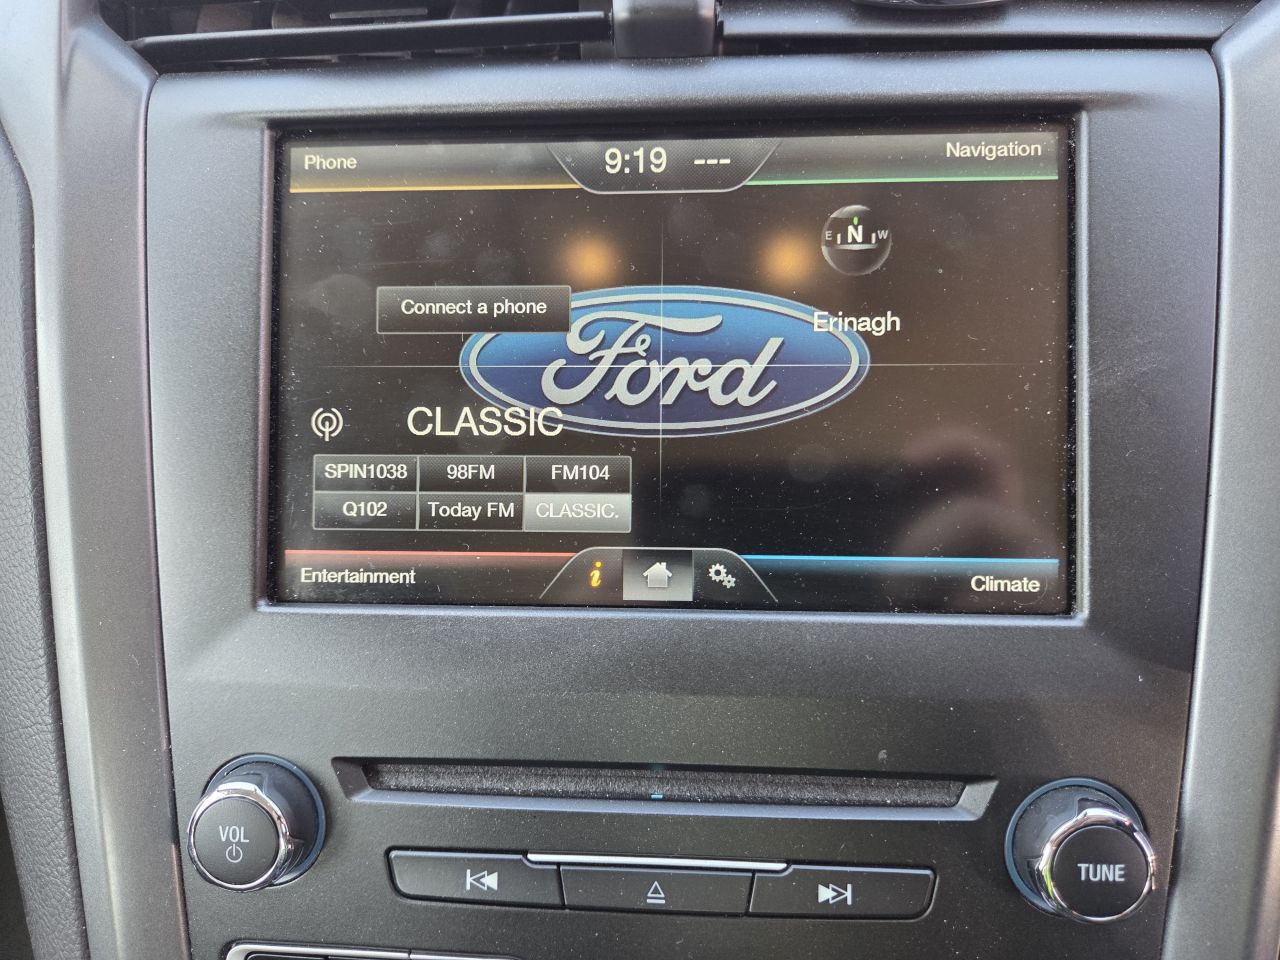 Phone
9:19 ---
Navigation
E N W
Connect a phone
Erinagh
Ford
CLASSIC
SPIN1038 98FM FM104
Q102 Today FM CLASSIC.
Entertainment
i
Climate
VOL
TUNE